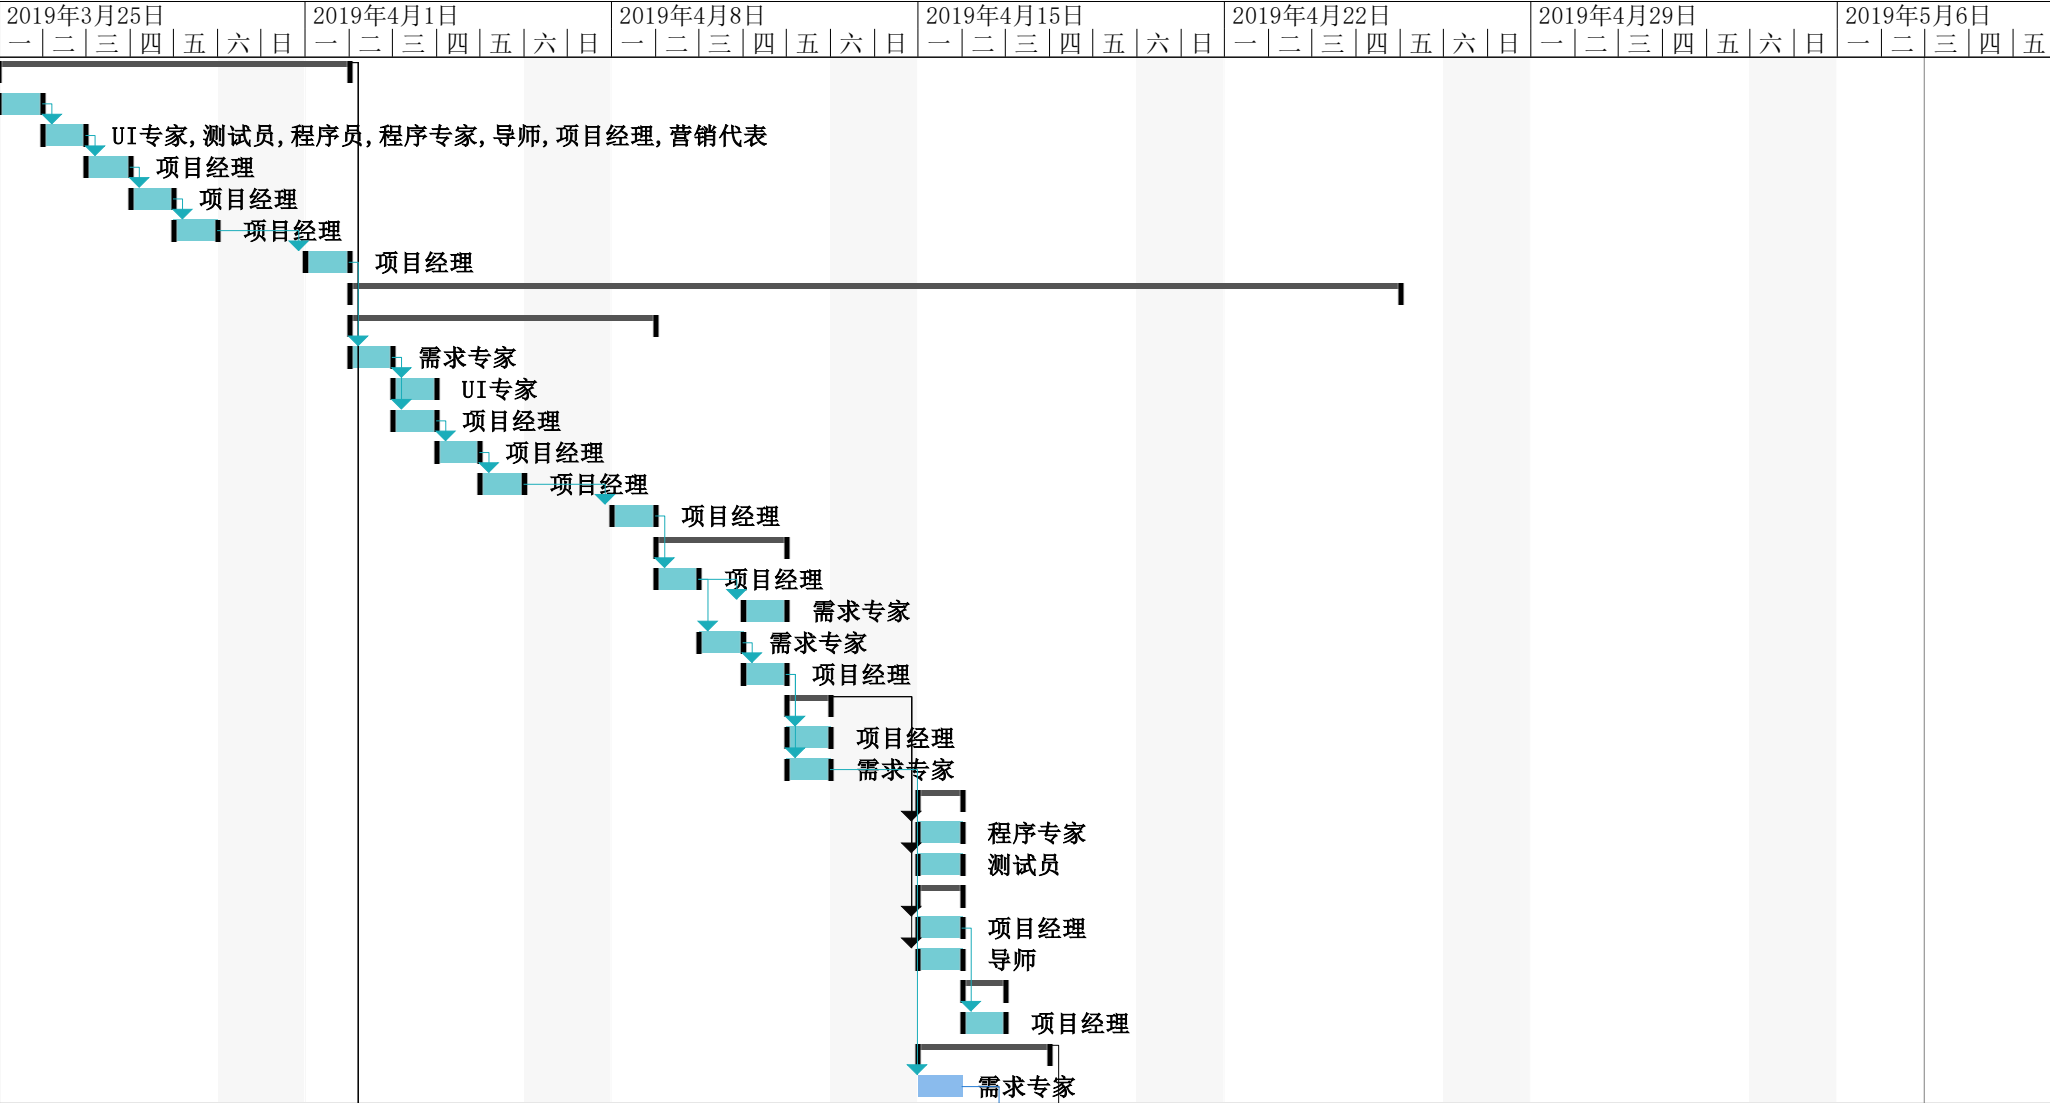 2019年3月25日 2019年4月1日 2019年4月8日 2019年4月15日 2019年4月22日 2019年4月29日 2019年5月6日
一 二 三 四 五 六 日 一 二 三 四 五 六 日 一 二 三 四 五 六 日 一 二 三 四 五 六 日 一 二 三 四 五 六 日 一 二 三 四 五 六 日 一 二 三 四 五
UI专家,测试员,程序员,程序专家,导师,项目经理,营销代表
项目经理
项目经理
项目经理
项目经理
需求专家
UI专家
项目经理
项目经理
项目经理
项目经理
项目经理
需求专家
需求专家
项目经理
项目经理
需求专家
程序专家
测试员
项目经理
导师
项目经理
需求专家